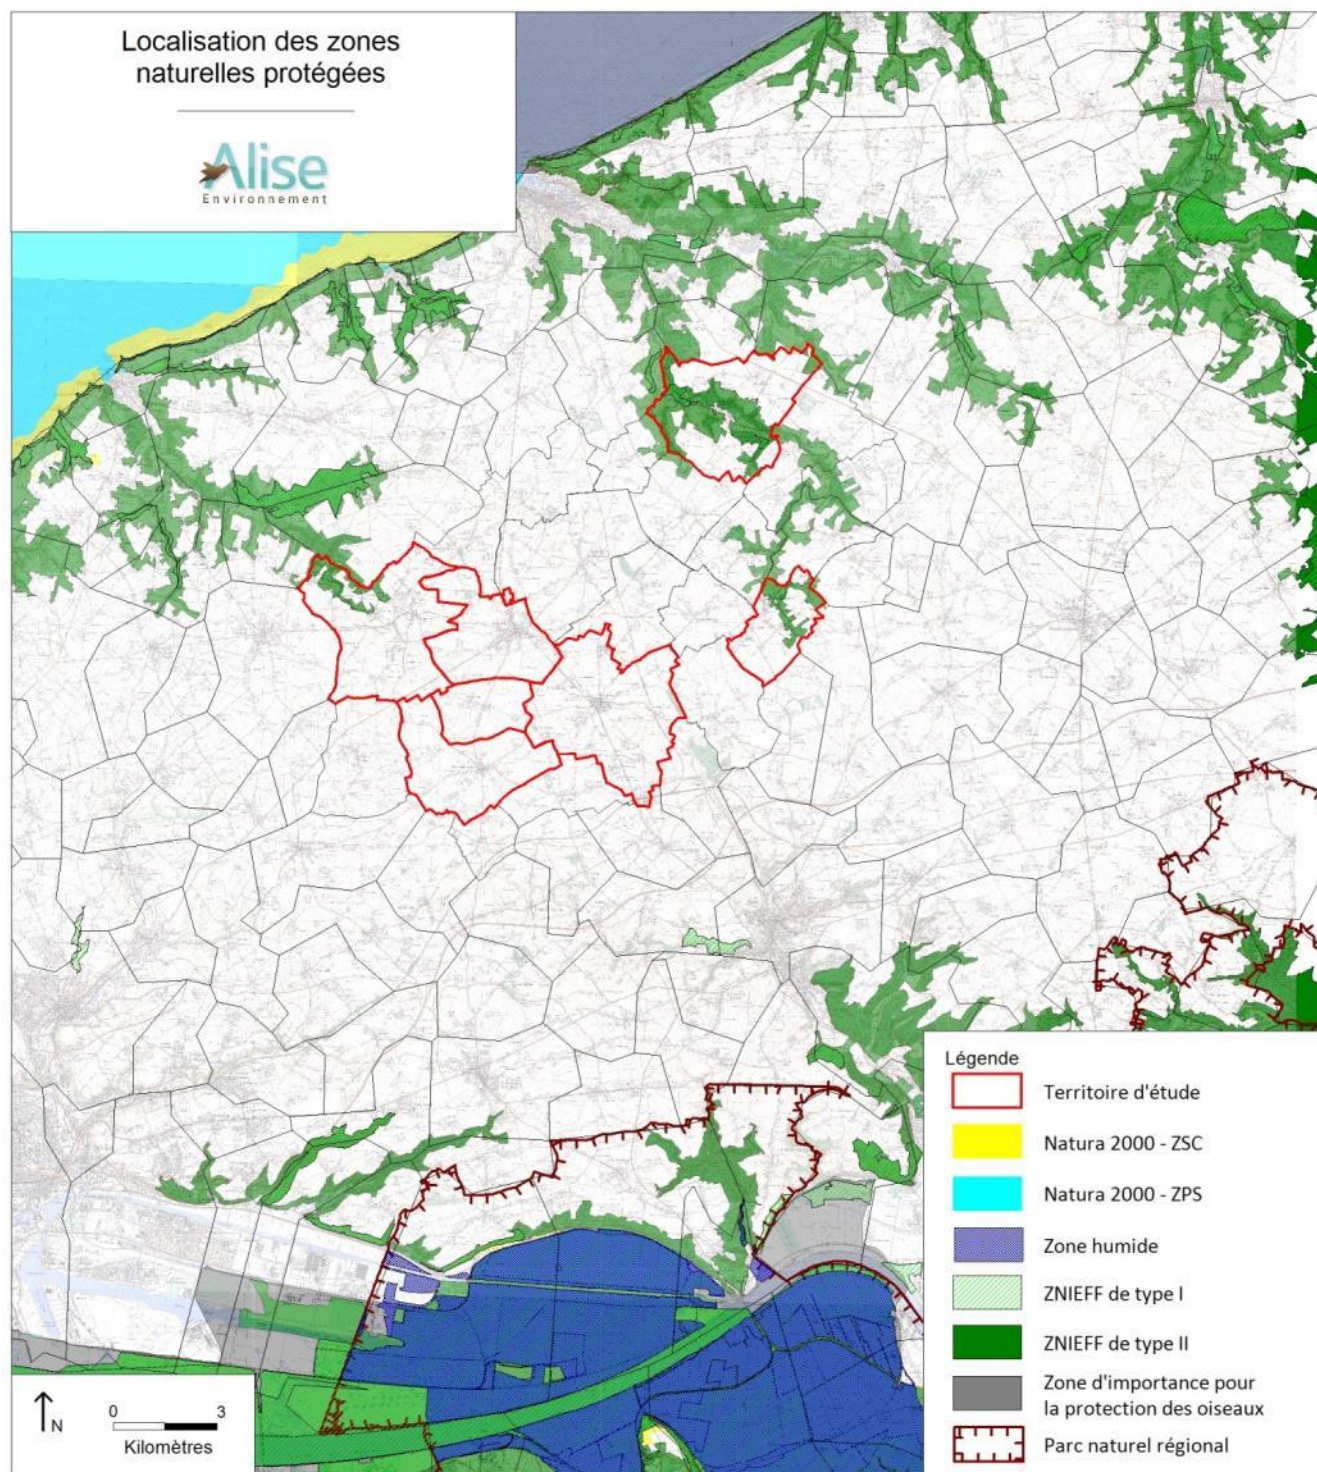 Localisation des zones
naturelles protégées
Alise
Environnement
Légende
Territoire d'étude
Natura 2000 - ZSC
Natura 2000 - ZPS
Zone humide
ZNIEFF de type I
ZNIEFF de type II
Zone d'importance pour
la protection des oiseaux
Parc naturel régional
N
0 3
Kilomètres